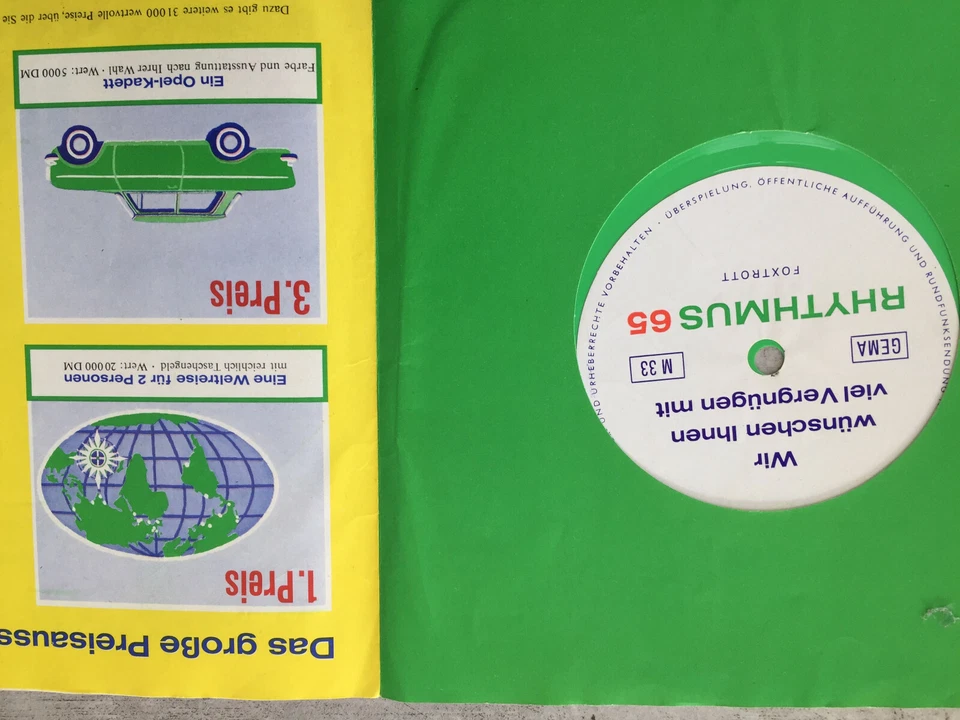 Das große Preisauss
1. Preis
Eine Weltreise für 2 Personen
mit reichlich Taschengeld · Wert: 20 000 DM
3. Preis
Ein Opel-Kadett
Farbe und Ausstattung nach Ihrer Wahl · Wert: 5000 DM
Dazu gibt es weitere 31 000 wertvolle Preise, über die Sie
Wir
wünschen Ihnen
viel Vergnügen mit
GEMA
M 33
RHYTHMUS 65
FOXTROTT
UND URHEBERRECHTE VORBEHALTEN · ÜBERSPIELUNG, ÖFFENTLICHE AUFFÜHRUNG UND RUNDFUNKSENDUNG